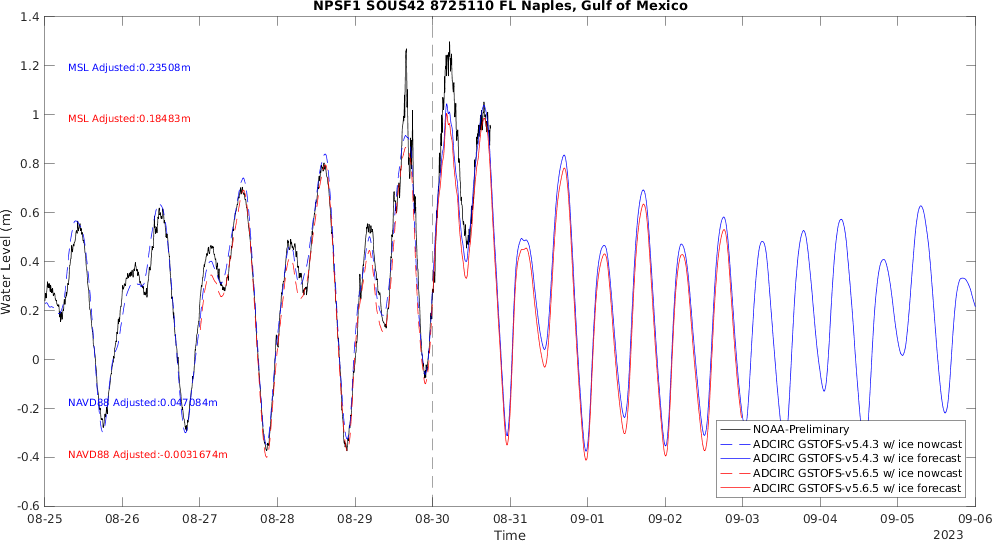 NPSF1 SOUS42 8725110 FL Naples, Gulf of Mexico
1.4
1.2
1
0.8
0.6
0.4
0.2
0
-0.2
-0.4
-0.6
Water Level (m)
MSL Adjusted:0.23508m
MSL Adjusted:0.18483m
NAVD88 Adjusted:0.047084m
NAVD88 Adjusted:-0.0031674m
NOAA-Preliminary
ADCIRC GSTOFS-v5.4.3 w/ ice nowcast
ADCIRC GSTOFS-v5.4.3 w/ ice forecast
ADCIRC GSTOFS-v5.6.5 w/ ice nowcast
ADCIRC GSTOFS-v5.6.5 w/ ice forecast
08-25 08-26 08-27 08-28 08-29 08-30 08-31 09-01 09-02 09-03 09-04 09-05 09-06
Time
2023